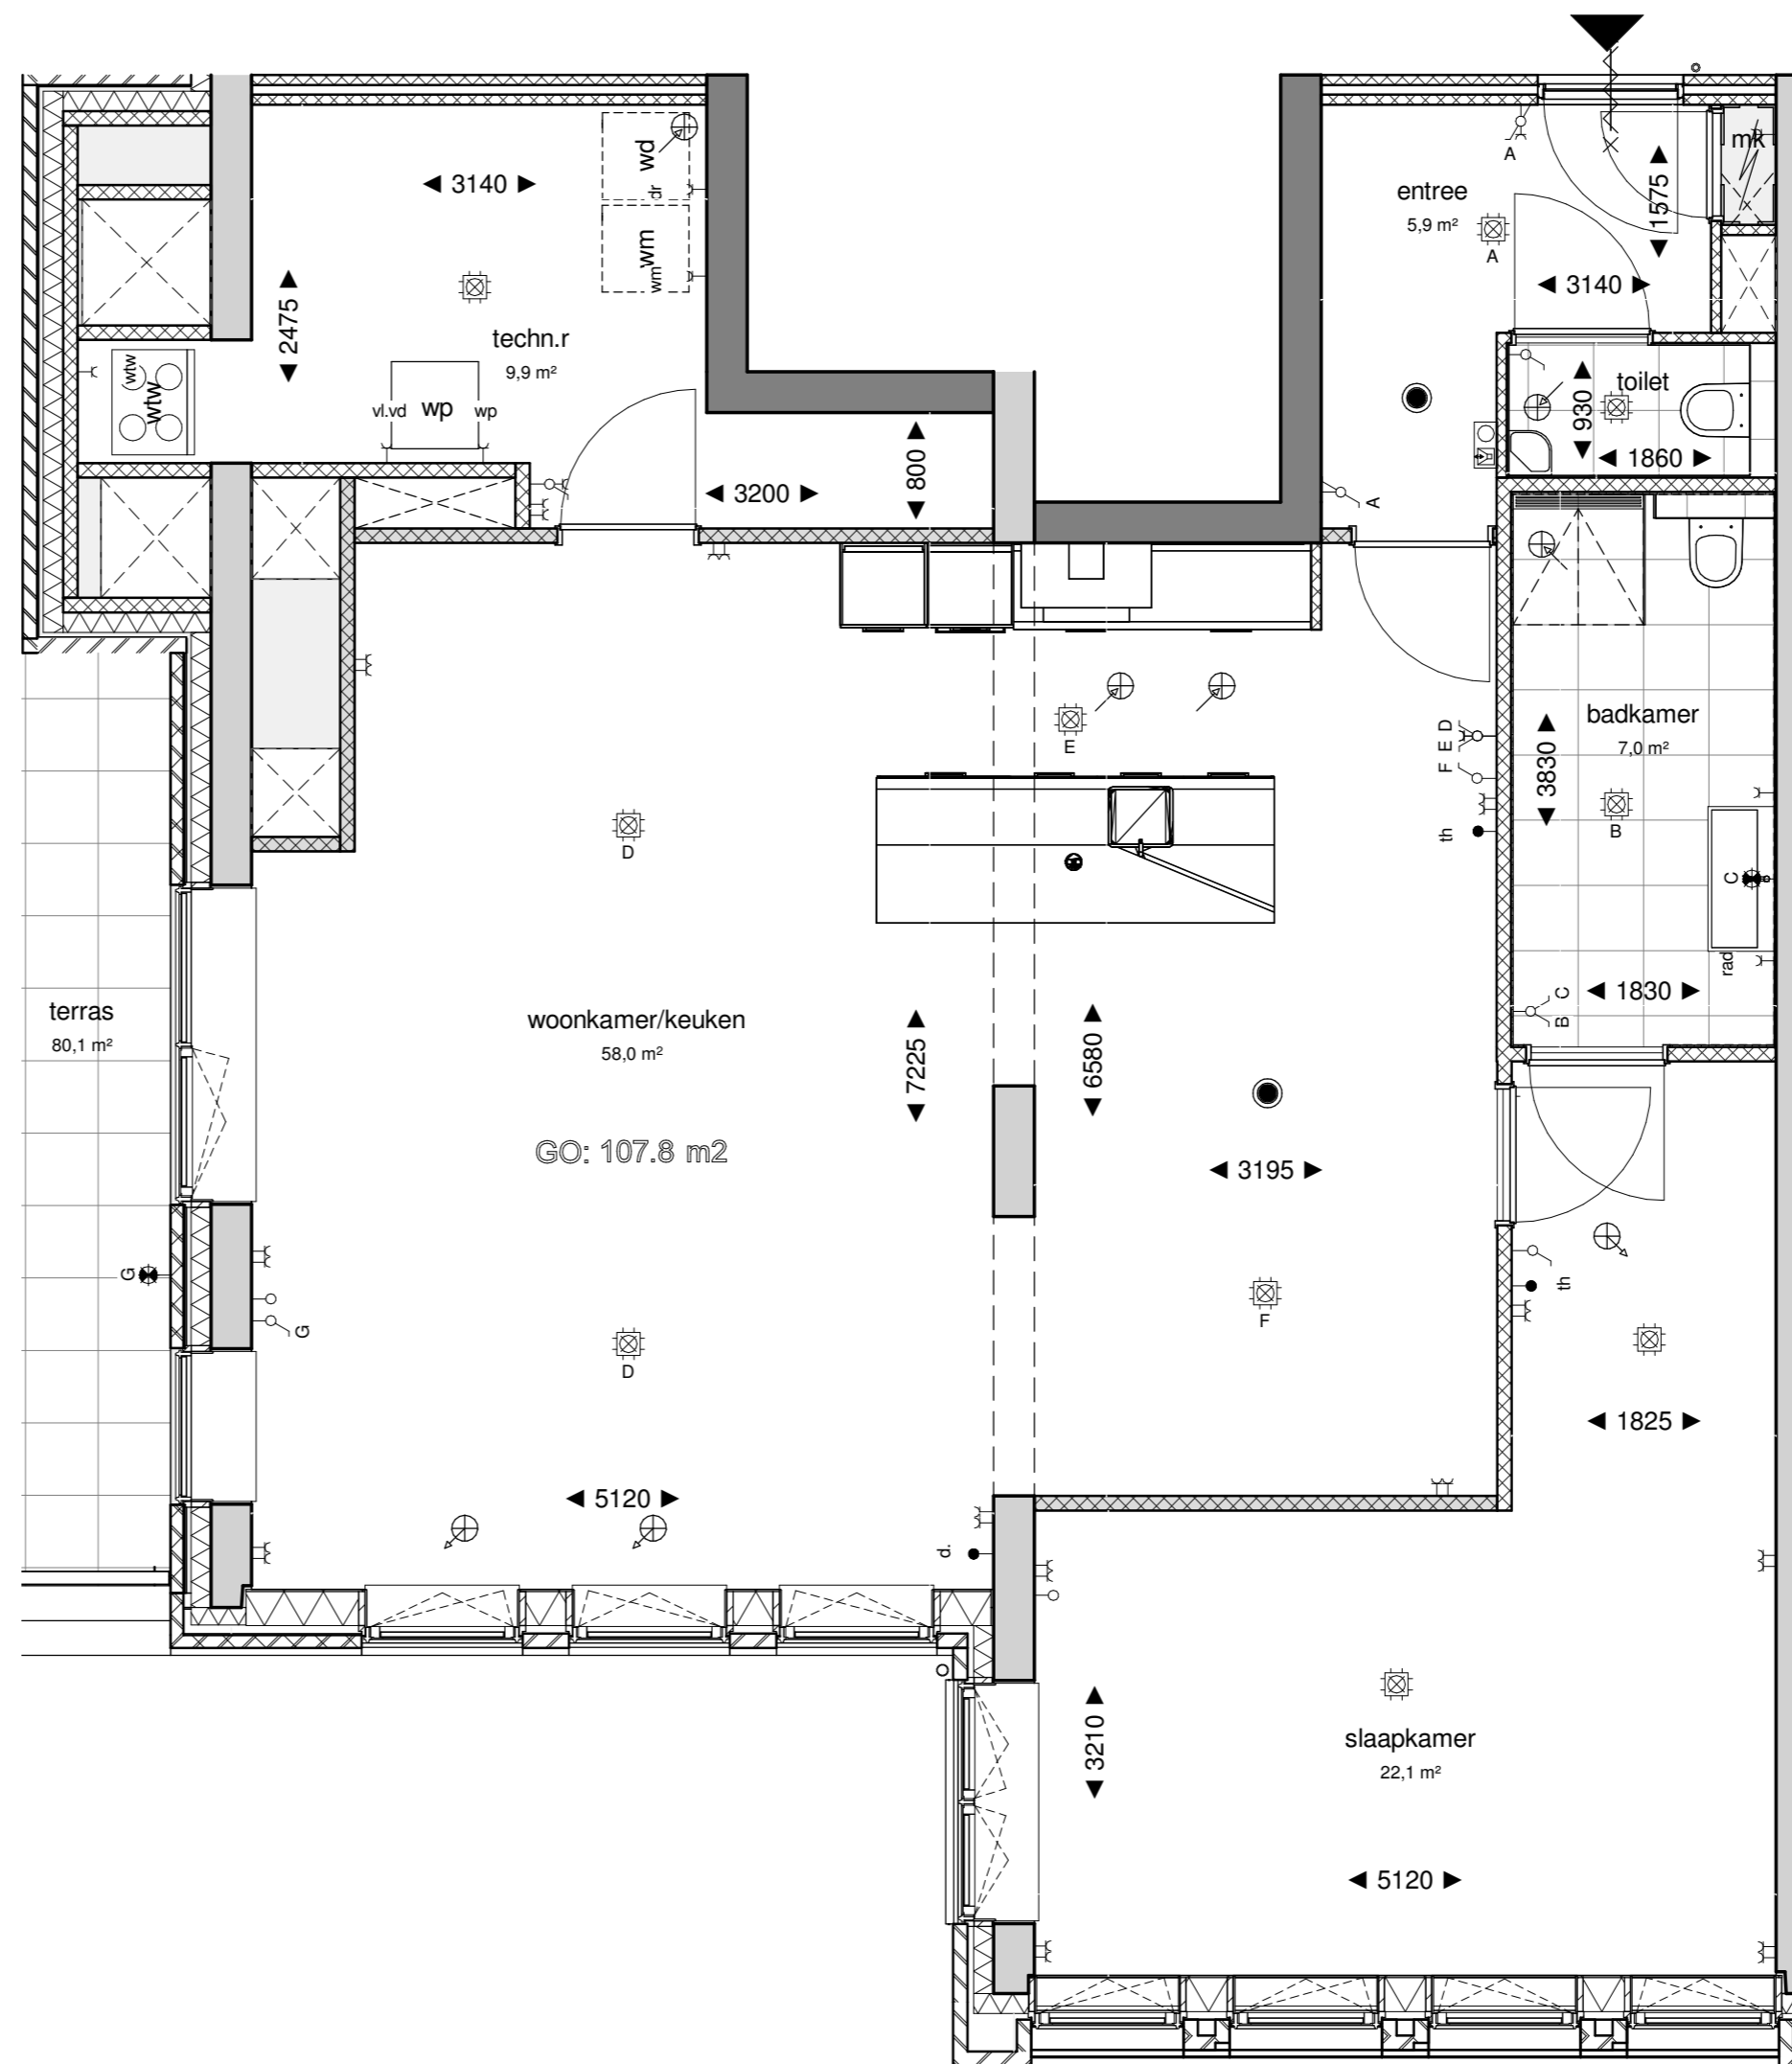 mk
A
entree
5,9 m²
A
1575
3140
3140
wd
dr
wm
wm
2475
techn.r
9,9 m²
wtw
wtw
vl.vd
wp
wp
toilet
930
1860
800
3200
A
badkamer
7,0 m²
3830
B
C
rad
1830
B C
F E D
th
E
D
terras
80,1 m²
woonkamer/keuken
58,0 m²
7225
6580
GO: 107.8 m2
3195
G
G
th
F
D
1825
5120
d.
3210
slaapkamer
22,1 m²
5120